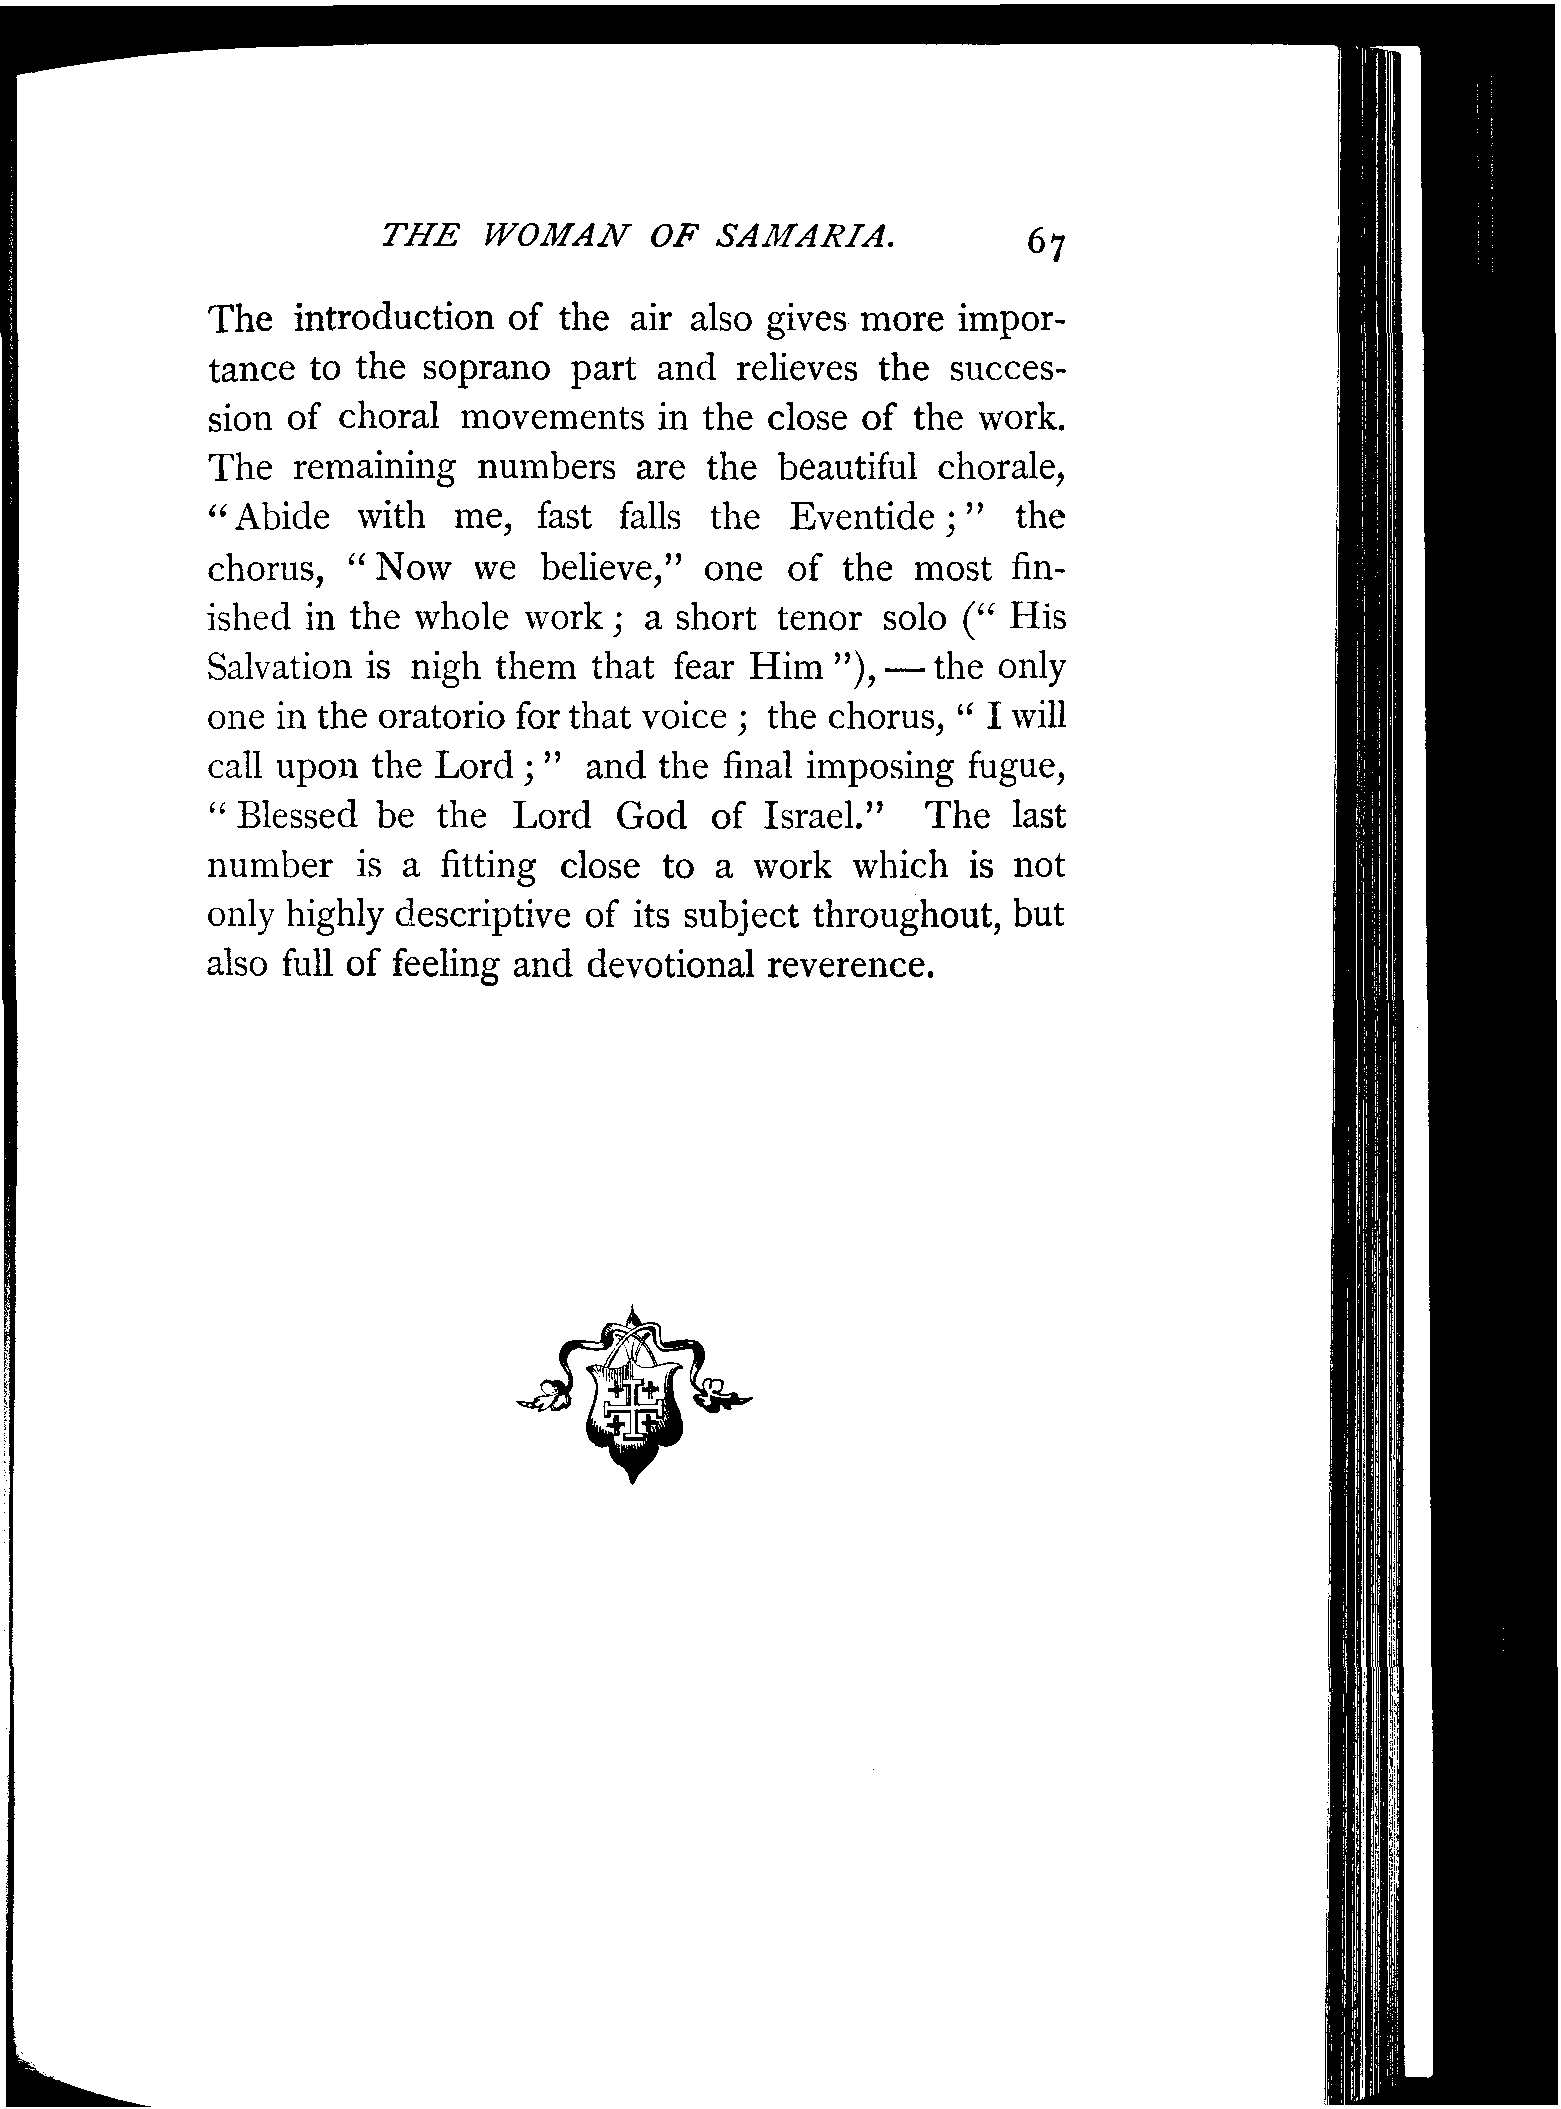 THE WOMAN OF SAMARIA. 67
The introduction of the air also gives more impor-
tance to the soprano part and relieves the succes-
sion of choral movements in the close of the work.
The remaining numbers are the beautiful chorale,
“Abide with me, fast falls the Eventide;” the
chorus, “Now we believe,” one of the most fin-
ished in the whole work; a short tenor solo (“His
Salvation is nigh them that fear Him”),—the only
one in the oratorio for that voice; the chorus, “I will
call upon the Lord;” and the final imposing fugue,
“Blessed be the Lord God of Israel.” The last
number is a fitting close to a work which is not
only highly descriptive of its subject throughout, but
also full of feeling and devotional reverence.